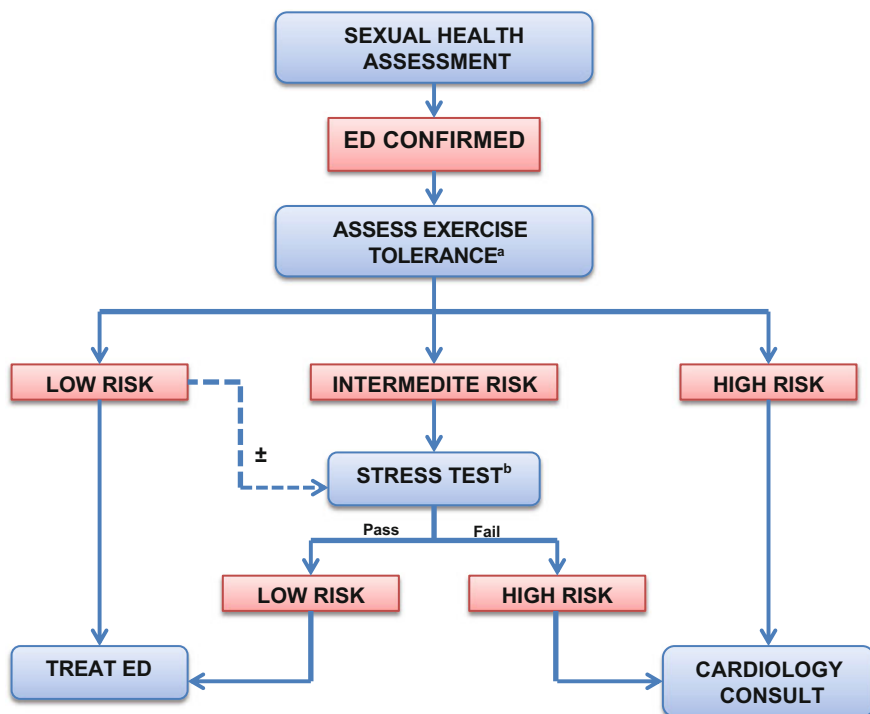 SEXUAL HEALTH
ASSESSMENT
ED CONFIRMED
ASSESS EXERCISE
TOLERANCEᵃ
LOW RISK
INTERMEDITE RISK
HIGH RISK
±
STRESS TESTᵇ
Pass
Fail
LOW RISK
HIGH RISK
TREAT ED
CARDIOLOGY
CONSULT